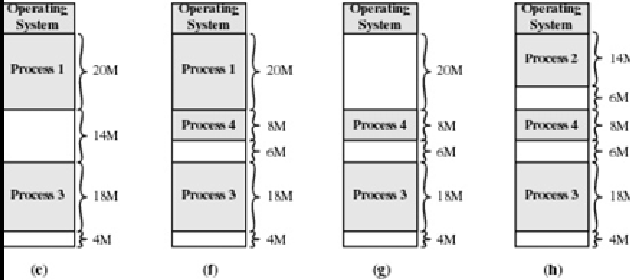 Operating
System
Process 1
20M
14M
Process 3
18M
4M
(e)
Operating
System
Process 1
20M
Process 4
8M
6M
Process 3
18M
4M
(f)
Operating
System
20M
Process 4
8M
6M
Process 3
18M
4M
(g)
Operating
System
Process 2
14M
6M
Process 4
8M
6M
Process 3
18M
4M
(h)